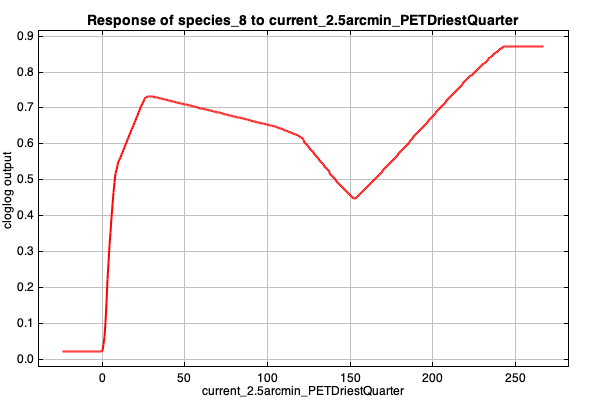 Response of species_8 to current_2.5arcmin_PETDriestQuarter
0.9
0.8
0.7
0.6
0.5
0.4
0.3
0.2
0.1
0.0
cloglog output
0 50 100 150 200 250
current_2.5arcmin_PETDriestQuarter